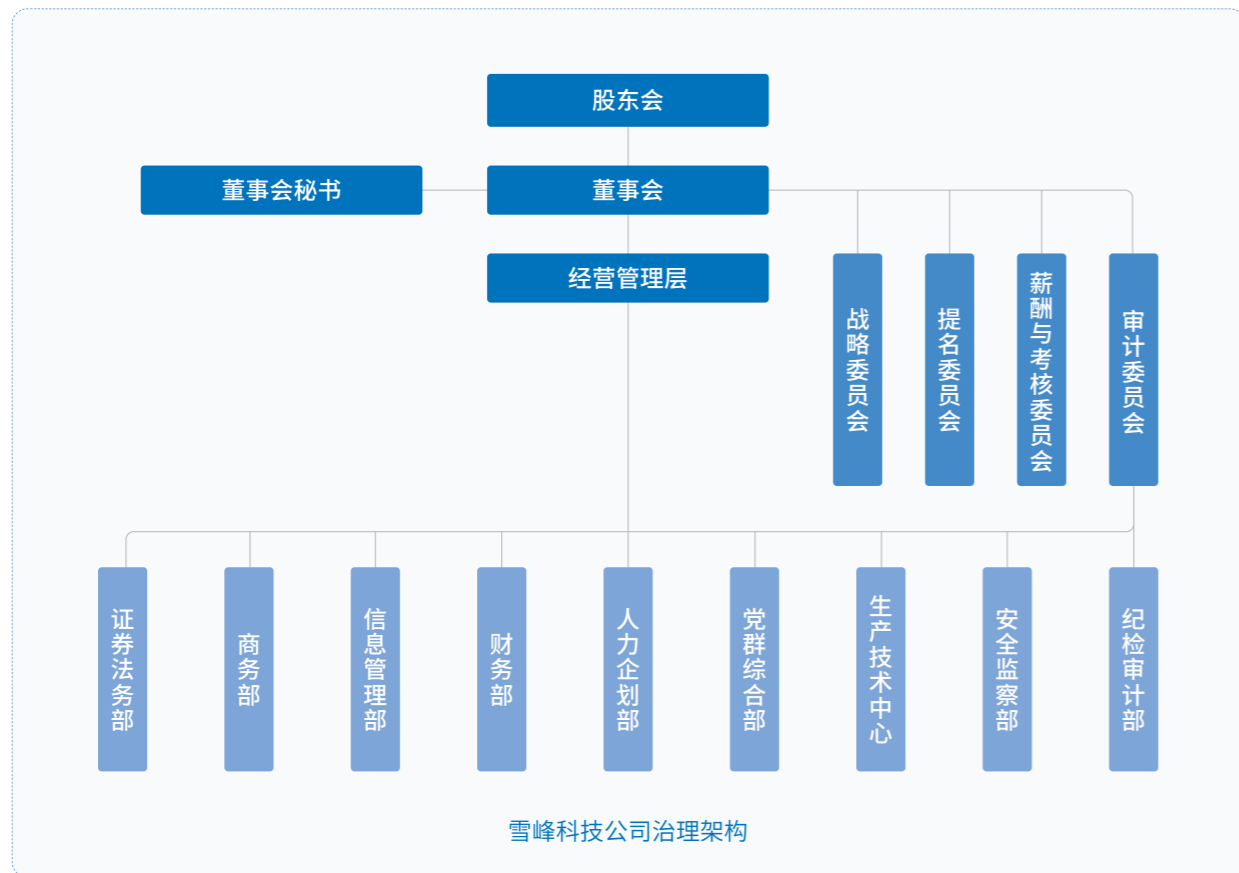 股东会
董事会秘书
董事会
经营管理层
战略委员会
提名委员会
薪酬与考核委员会
审计委员会
证券法务部
商务部
信息管理部
财务部
人力企划部
党群综合部
生产技术中心
安全监察部
纪检审计部
雪峰科技公司治理架构